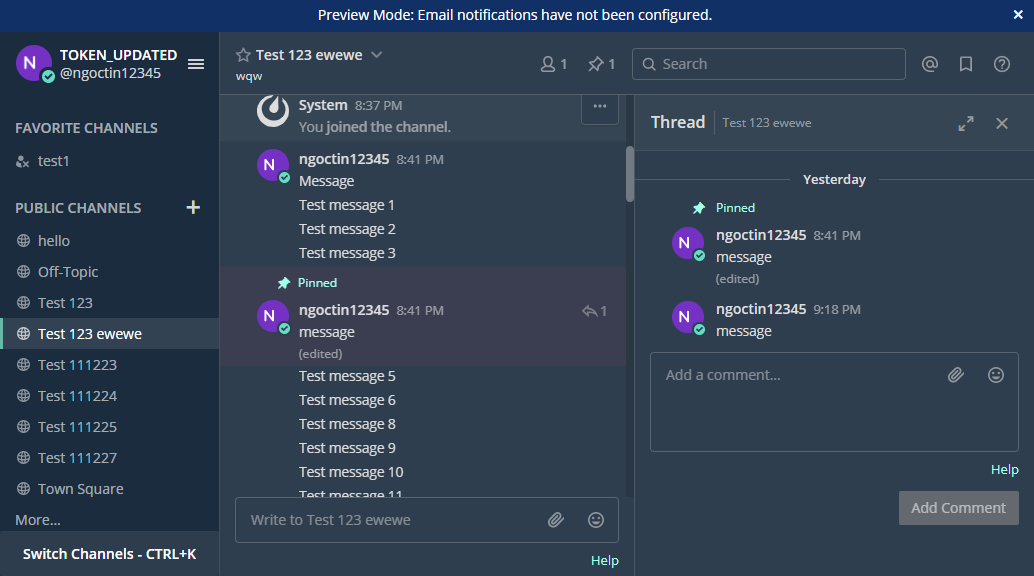 Preview Mode: Email notifications have not been configured.
N
TOKEN_UPDATED
@ngoctin12345
FAVORITE CHANNELS
test1
PUBLIC CHANNELS
hello
Off-Topic
Test 123
Test 123 ewewe
Test 111223
Test 111224
Test 111225
Test 111227
Town Square
More...
Switch Channels - CTRL+K
Test 123 ewewe
wqw
1
1
Search
System 8:37 PM
You joined the channel.
N
ngoctin12345 8:41 PM
Message
Test message 1
Test message 2
Test message 3
Pinned
N
ngoctin12345 8:41 PM
1
message
(edited)
Test message 5
Test message 6
Test message 8
Test message 9
Test message 10
Test message 11
Write to Test 123 ewewe
Help
Thread Test 123 ewewe
Yesterday
Pinned
N
ngoctin12345 8:41 PM
message
(edited)
N
ngoctin12345 9:18 PM
message
Add a comment...
Help
Add Comment